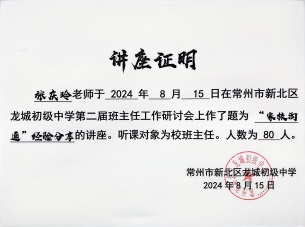 讲座证明
张庆玲老师于 2024 年 8 月 15 日在常州市新北区
龙城初级中学第二届班主任工作研讨会上作了题为 “家校沟
通”经验分享 的讲座。听课对象为校班主任。人数为 80 人。
常州市新北区龙城初级中学
2024 年 8 月 15 日